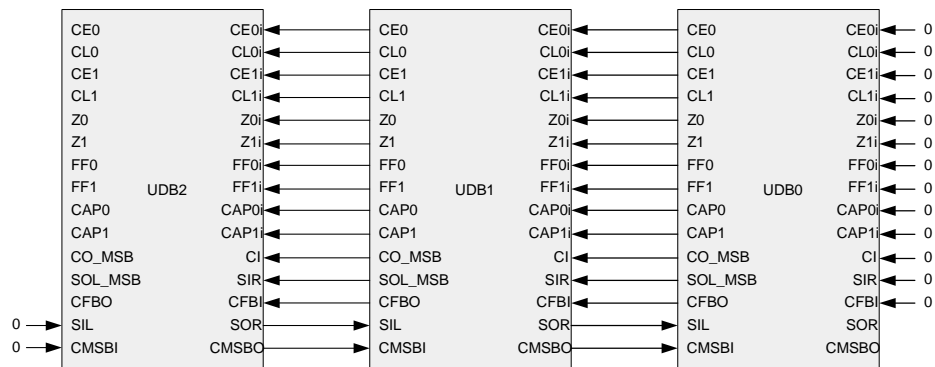 CE0 CE0i CE0 CE0i CE0 CE0i 0
CL0 CL0i CL0 CL0i CL0 CL0i 0
CE1 CE1i CE1 CE1i CE1 CE1i 0
CL1 CL1i CL1 CL1i CL1 CL1i 0
Z0 Z0i Z0 Z0i Z0 Z0i 0
Z1 Z1i Z1 Z1i Z1 Z1i 0
FF0 FF0i FF0 FF0i FF0 FF0i 0
FF1 UDB2 FF1i FF1 UDB1 FF1i FF1 UDB0 FF1i 0
CAP0 CAP0i CAP0 CAP0i CAP0 CAP0i 0
CAP1 CAP1i CAP1 CAP1i CAP1 CAP1i 0
CO_MSB CI CO_MSB CI CO_MSB CI 0
SOL_MSB SIR SOL_MSB SIR SOL_MSB SIR 0
CFBO CFBI CFBO CFBI CFBO CFBI 0
0 SIL SOR SIL SOR SIL SOR
0 CMSBI CMSBO CMSBI CMSBO CMSBI CMSBO